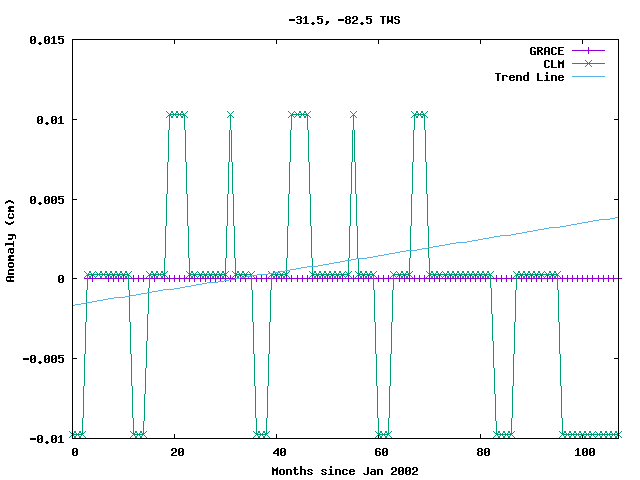 -31.5, -82.5 TWS
GRACE
CLM
Trend Line
0.015
0.01
0.005
0
-0.005
-0.01
Anomaly (cm)
0 20 40 60 80 100
Months since Jan 2002